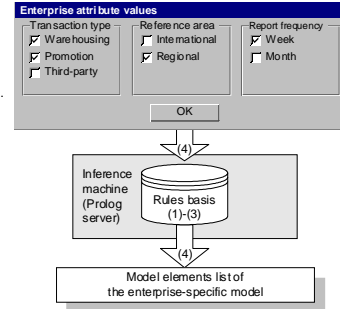 Enterprise attribute values
Transaction type Reference area Report frequency
Warehousing International Week
Promotion Regional Month
Third-party
.
OK
(4)
Inference
machine
(Prolog
server)
Rules basis
(1)-(3)
(4)
Model elements list of
the enterprise-specific model